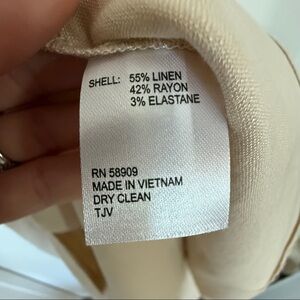 SHELL: 55% LINEN
42% RAYON
3% ELASTANE
RN 58909
MADE IN VIETNAM
DRY CLEAN
TJV